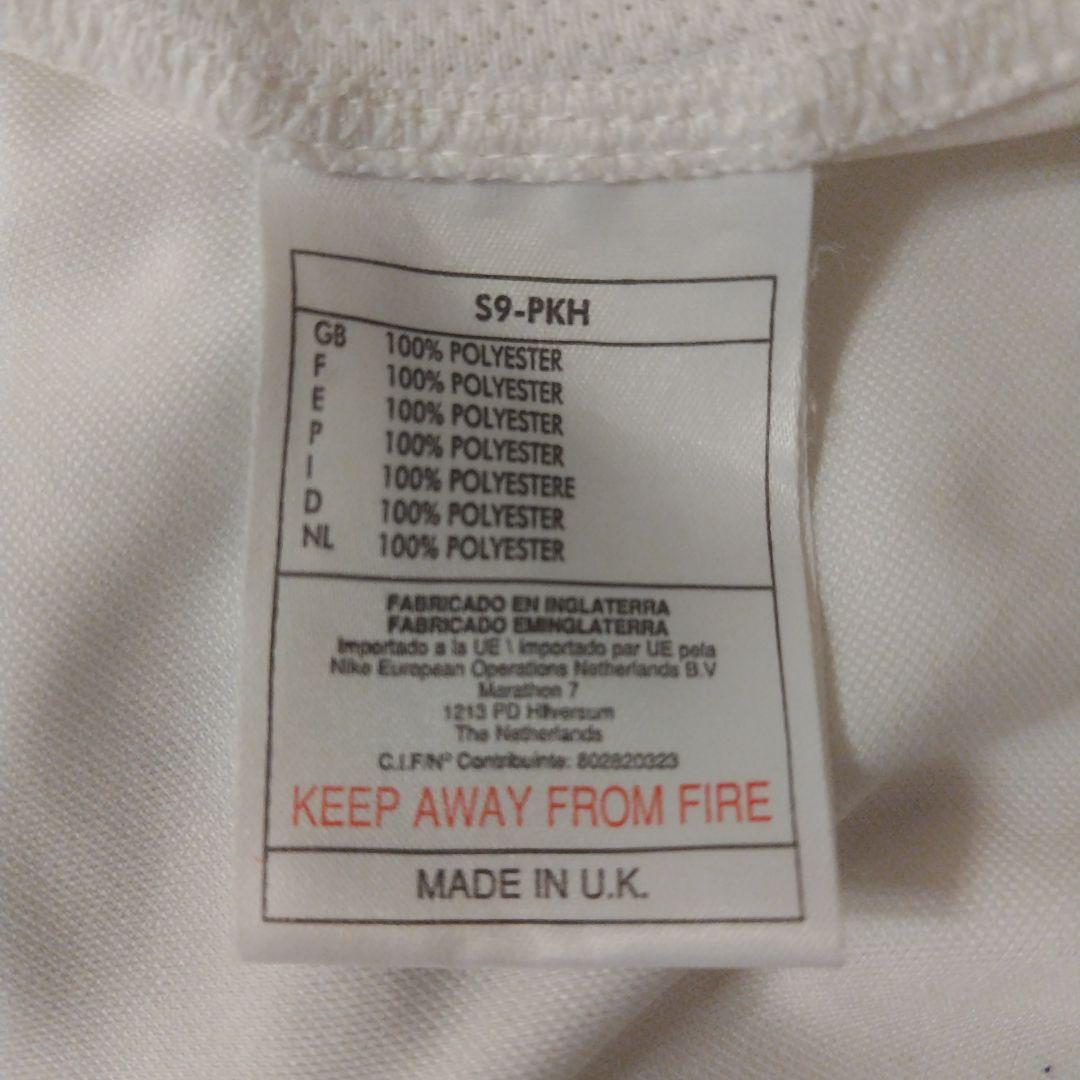 S9-PKH
GB 100% POLYESTER
F 100% POLYESTER
E 100% POLYESTER
P 100% POLYESTER
I 100% POLYESTERE
D 100% POLYESTER
NL 100% POLYESTER
FABRICADO EN INGLATERRA
FABRICADO EMINGLATERRA
Importado a la UE \ importado par UE pela
Nike European Operations Netherlands B.V
Marathon 7
1213 PD Hilversum
The Netherlands
C.I.F/Nº Contribuinte: 802820323
KEEP AWAY FROM FIRE
MADE IN U.K.